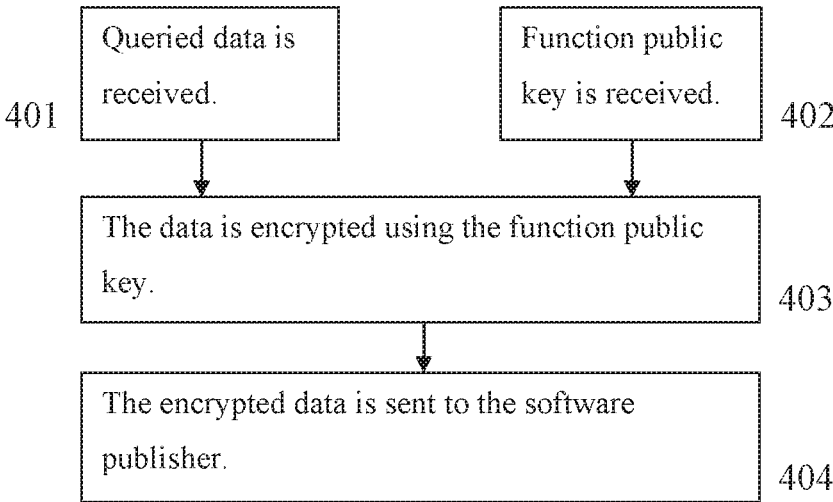 Queried data is
received.
401
Function public
key is received.
402
The data is encrypted using the function public
key.
403
The encrypted data is sent to the software
publisher.
404